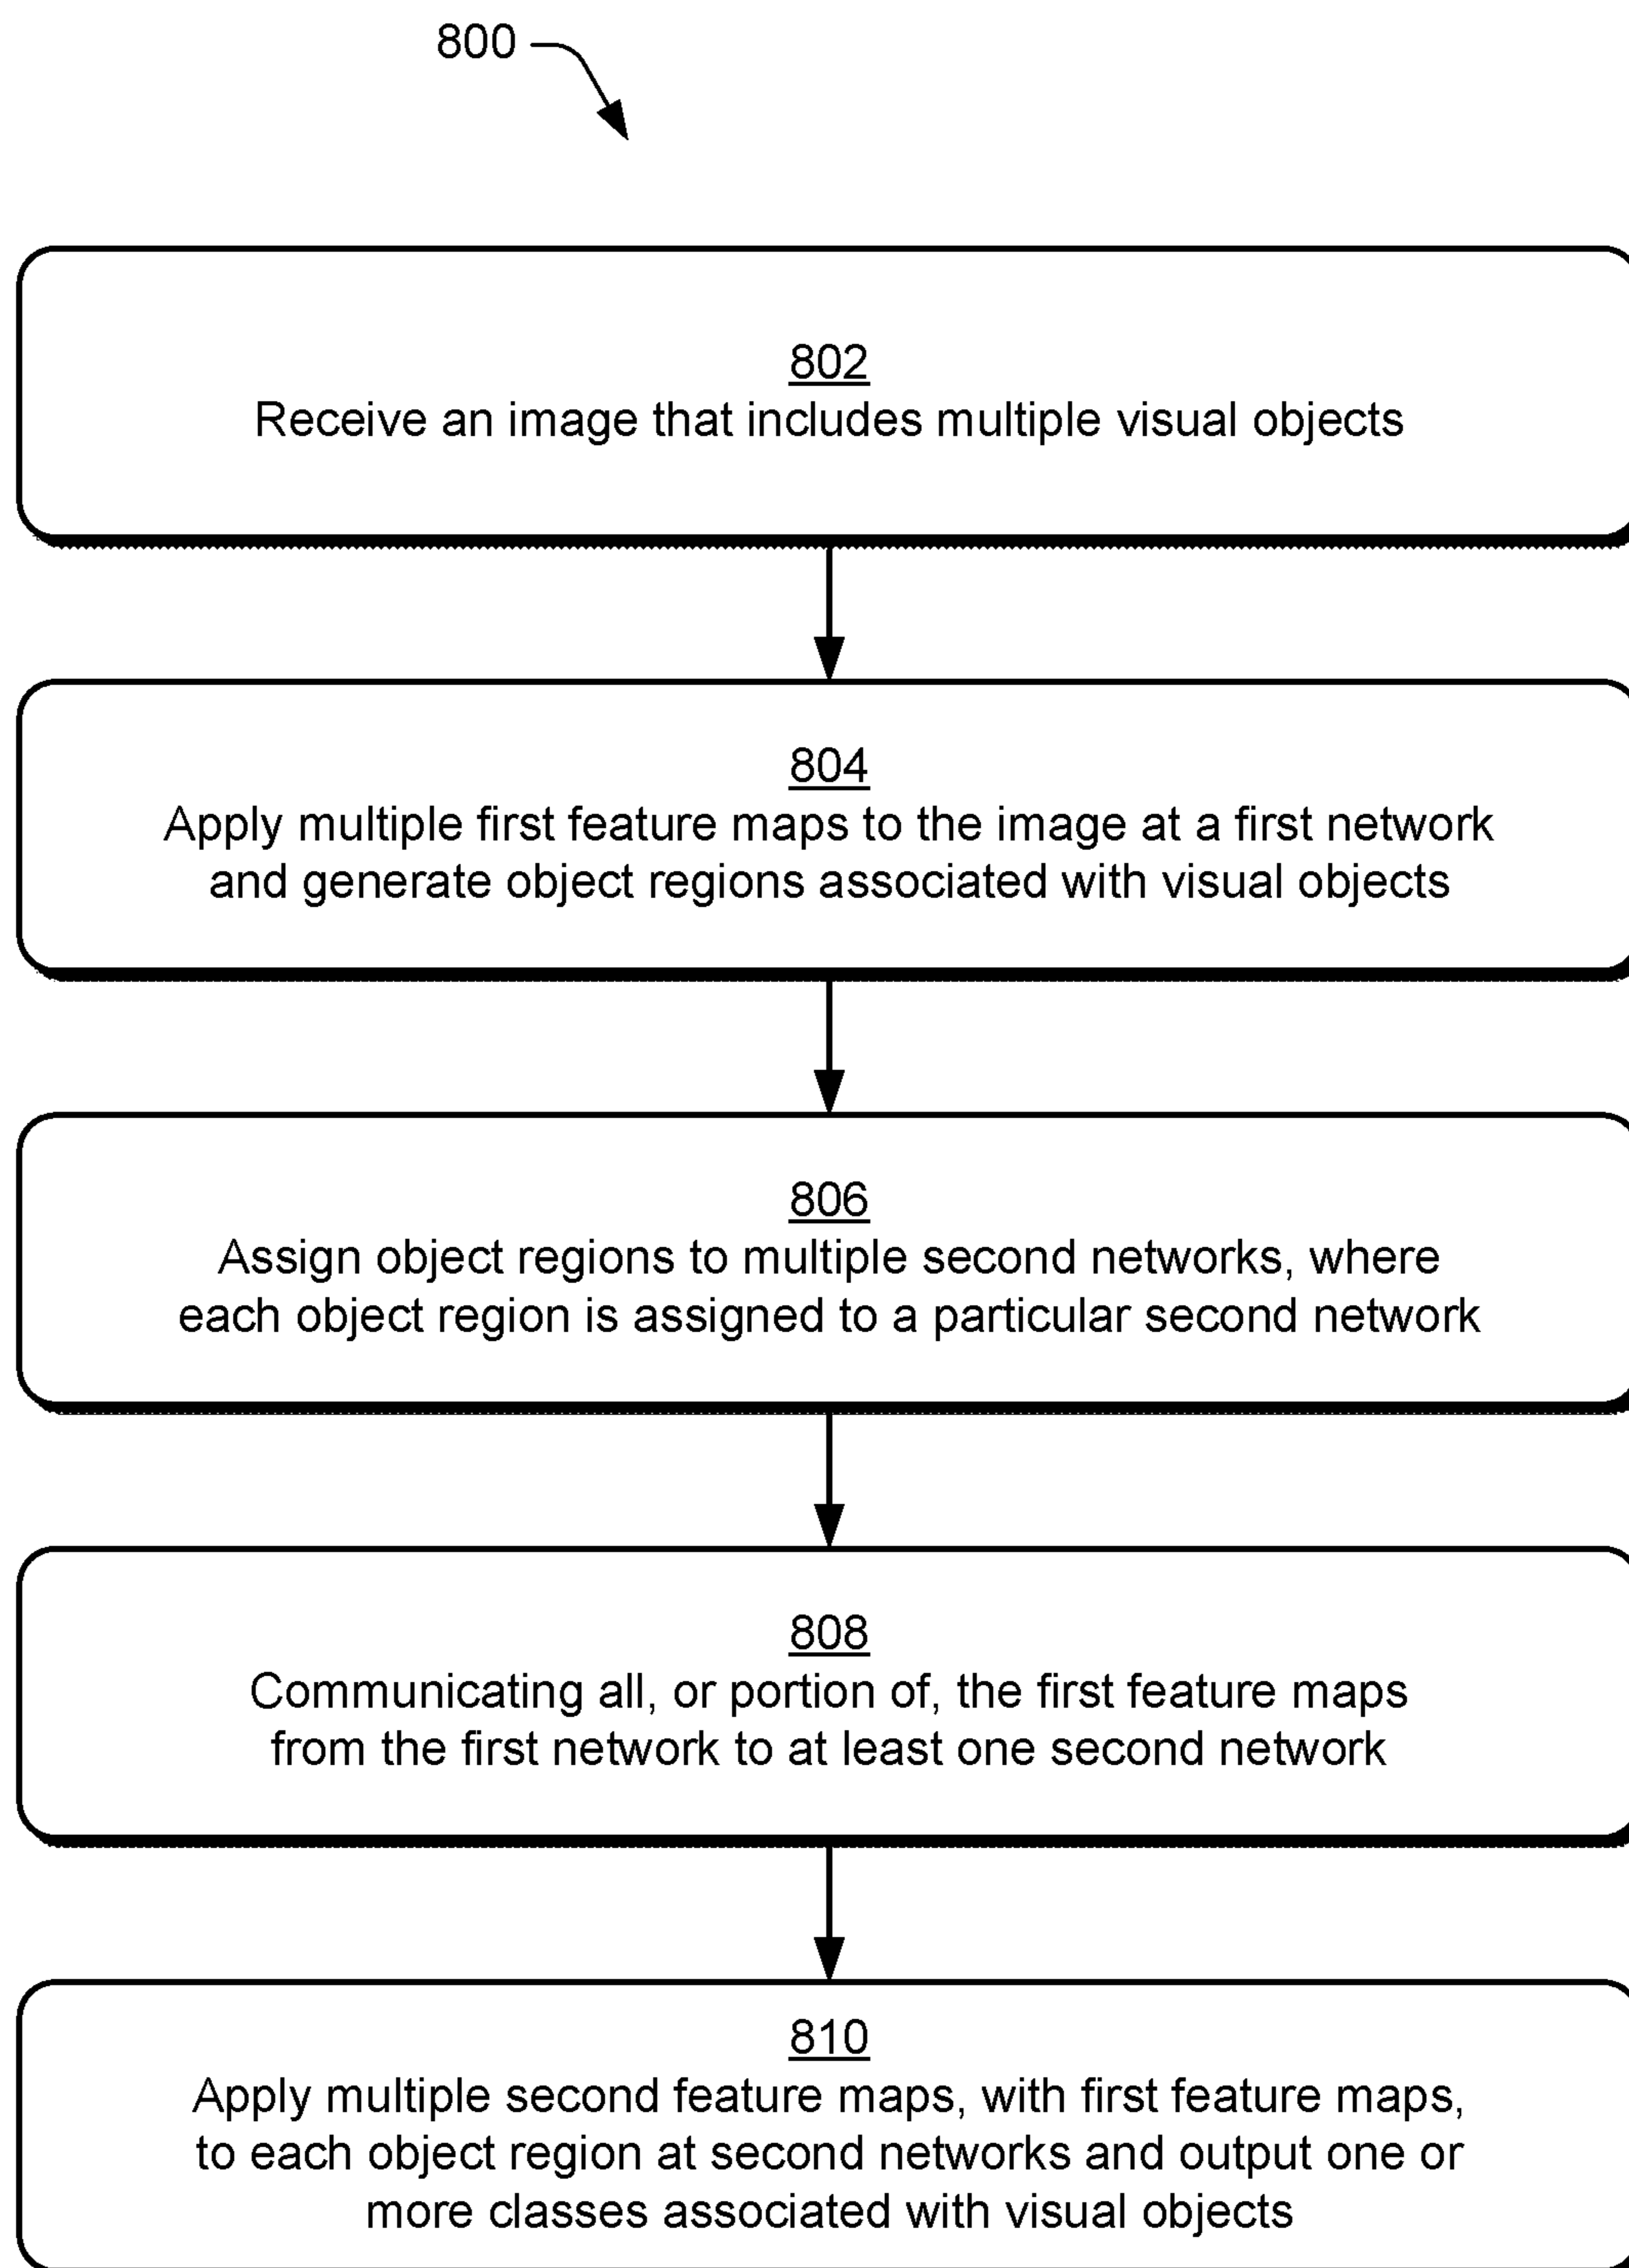 800
802
Receive an image that includes multiple visual objects
804
Apply multiple first feature maps to the image at a first network
and generate object regions associated with visual objects
806
Assign object regions to multiple second networks, where
each object region is assigned to a particular second network
808
Communicating all, or portion of, the first feature maps
from the first network to at least one second network
810
Apply multiple second feature maps, with first feature maps,
to each object region at second networks and output one or
more classes associated with visual objects